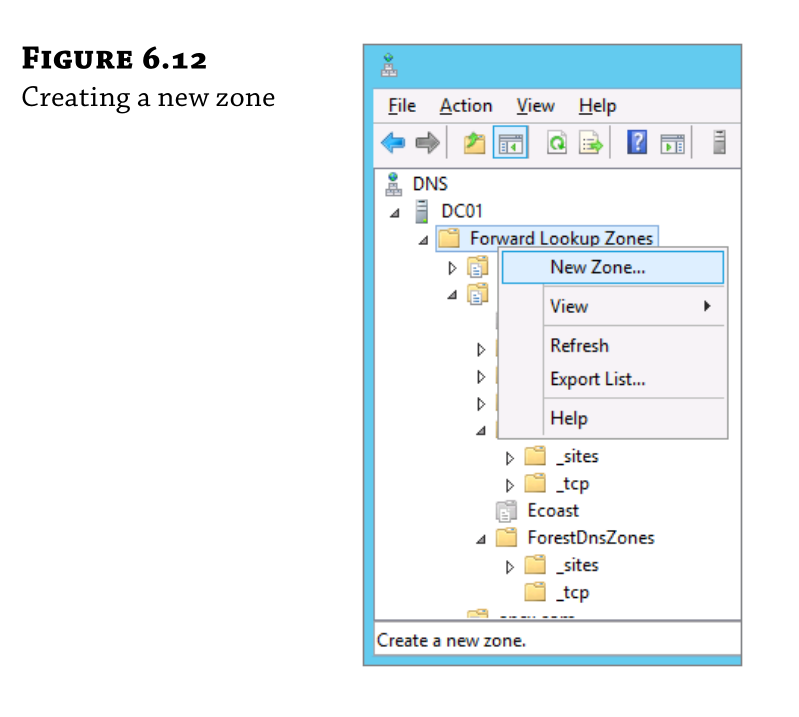 FIGURE 6.12
Creating a new zone
File Action View Help
DNS
DC01
Forward Lookup Zones
New Zone...
View
Refresh
Export List...
Help
_sites
_tcp
Ecoast
ForestDnsZones
_sites
_tcp
Create a new zone.